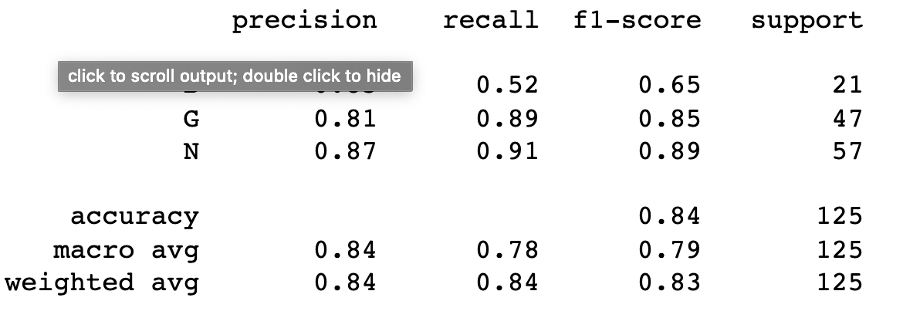 precision recall f1-score support
click to scroll output; double click to hide
0.52 0.65 21
G 0.81 0.89 0.85 47
N 0.87 0.91 0.89 57
accuracy 0.84 125
macro avg 0.84 0.78 0.79 125
weighted avg 0.84 0.84 0.83 125